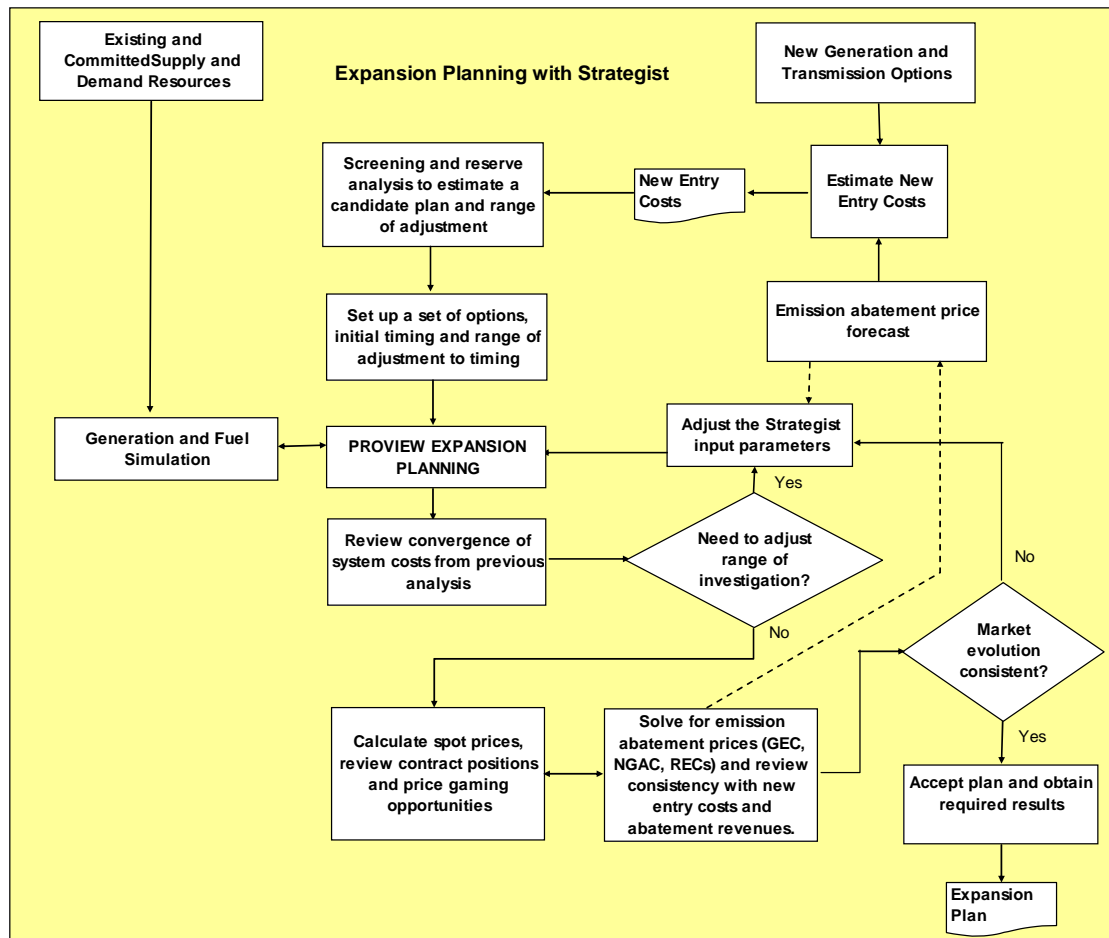 Existing and
CommittedSupply and
Demand Resources
Expansion Planning with Strategist
New Generation and
Transmission Options
Screening and reserve
analysis to estimate a
candidate plan and range
of adjustment
New Entry
Costs
Estimate New
Entry Costs
Set up a set of options,
initial timing and range of
adjustment to timing
Emission abatement price
forecast
Generation and Fuel
Simulation
PROVIEW EXPANSION
PLANNING
Adjust the Strategist
input parameters
Yes
Review convergence of
system costs from previous
analysis
Need to adjust
range of
investigation?
No
No
Market
evolution
consistent?
Yes
Calculate spot prices,
review contract positions
and price gaming
opportunities
Solve for emission
abatement prices (GEC,
NGAC, RECs) and review
consistency with new
entry costs and
abatement revenues.
Accept plan and obtain
required results
Expansion
Plan